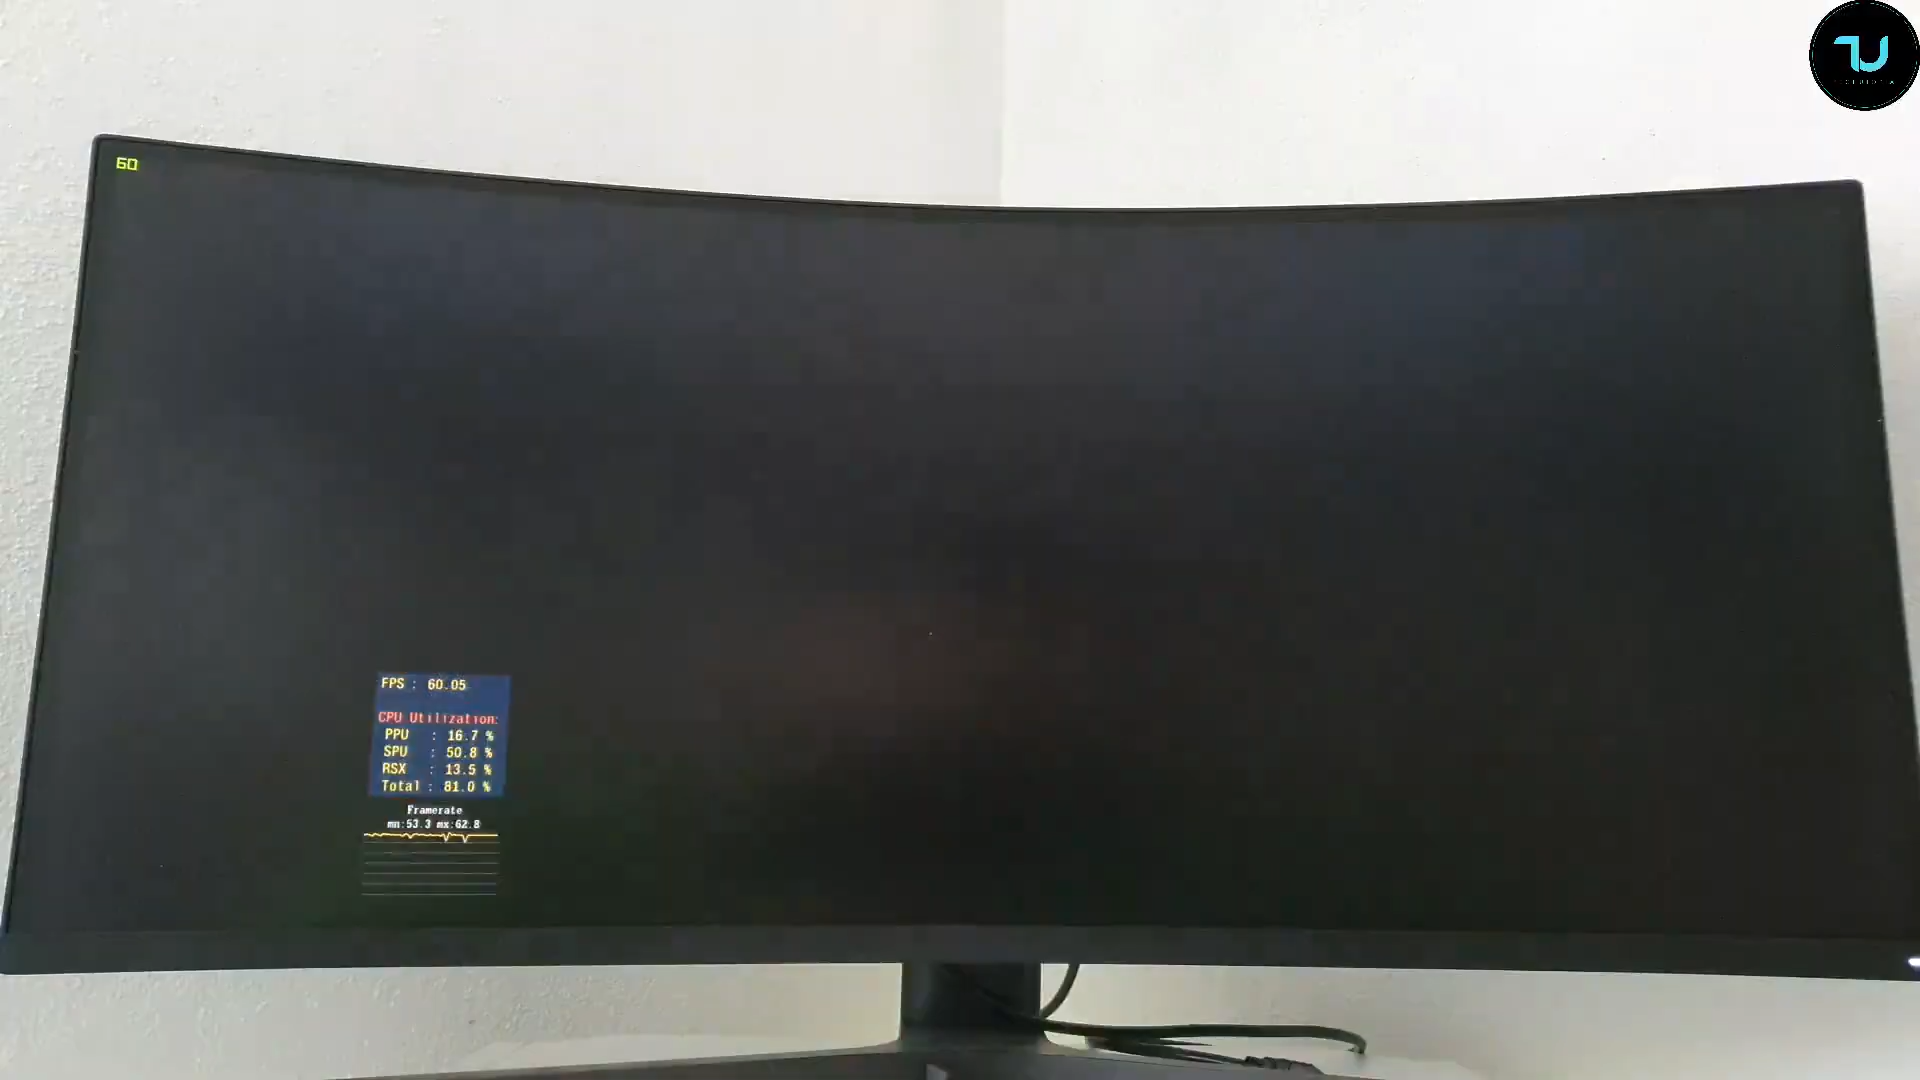 60
FPS : 60.05
CPU Utilization:
PPU : 16.7 %
SPU : 50.8 %
RSX : 13.5 %
Total : 81.0 %
Framerate
mn:53.3 mx:62.8